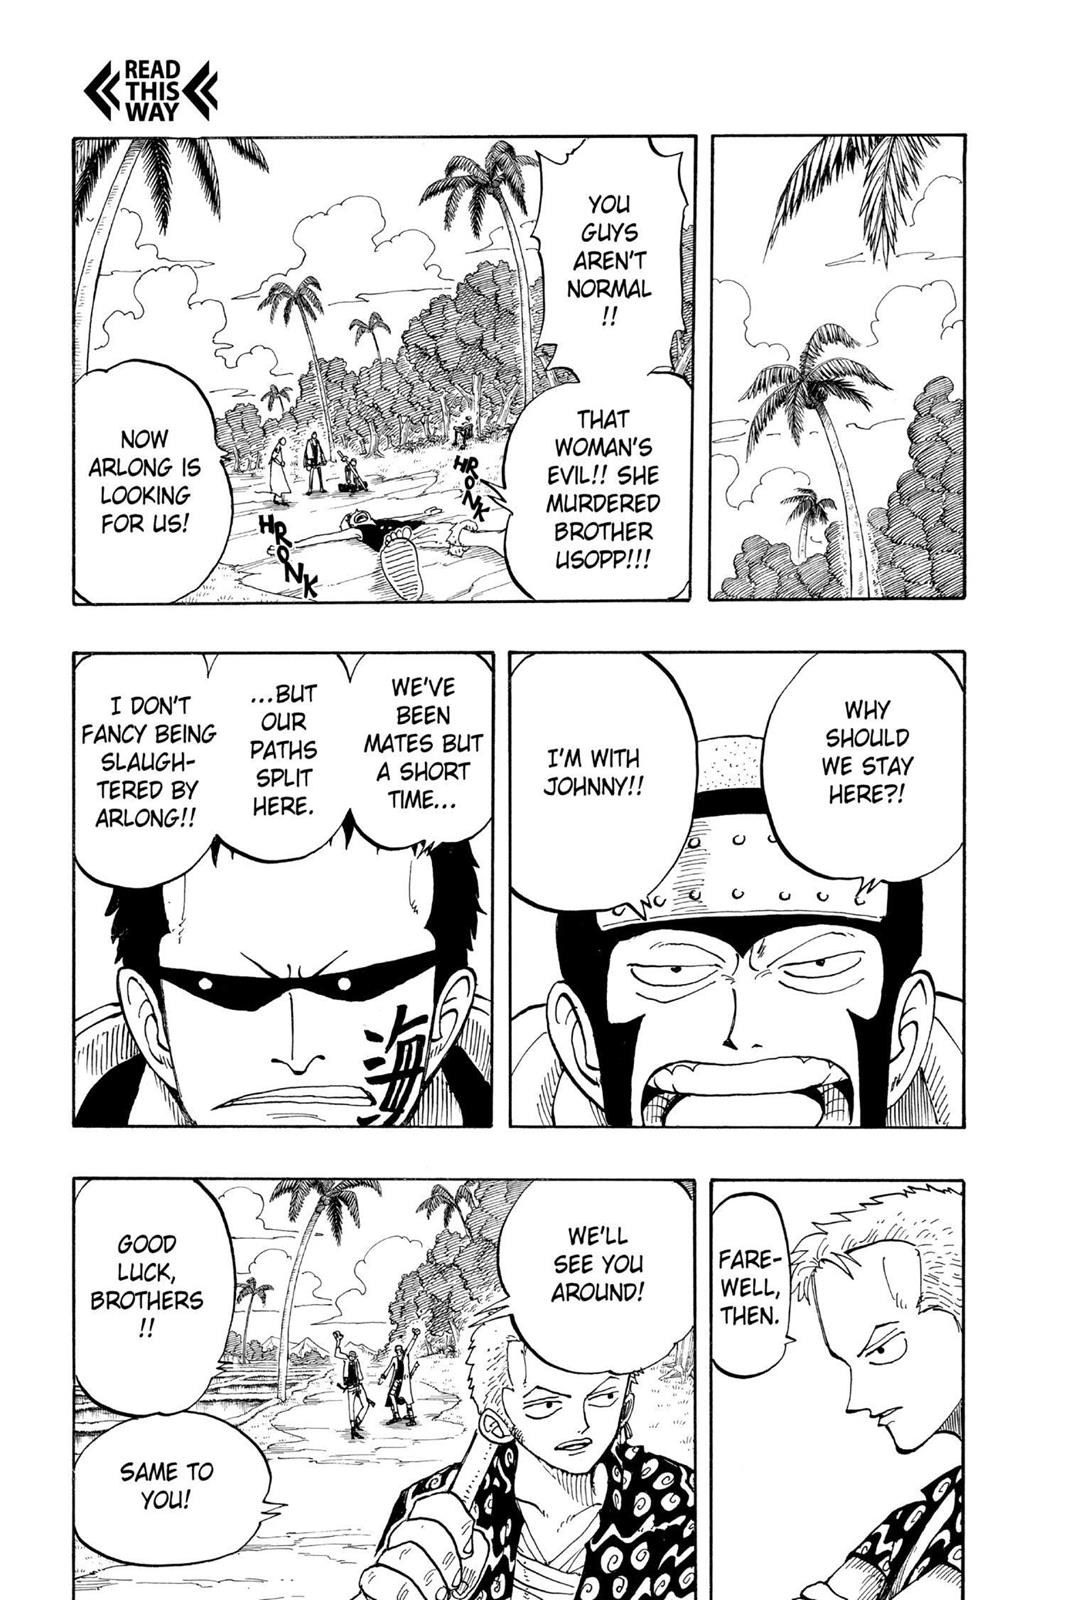 READ
THIS
WAY
YOU
GUYS
AREN'T
NORMAL
!!
THAT
WOMAN'S
EVIL!! SHE
MURDERED
BROTHER
USOPP!!!
HRONK
HRONK
NOW
ARLONG IS
LOOKING
FOR US!
WHY
SHOULD
WE STAY
HERE?!
I'M WITH
JOHNNY!!
WE'VE
BEEN
MATES BUT
A SHORT
TIME...
...BUT
OUR
PATHS
SPLIT
HERE.
I DON'T
FANCY BEING
SLAUGH-
TERED BY
ARLONG!!
海
FARE-
WELL,
THEN.
WE'LL
SEE YOU
AROUND!
GOOD
LUCK,
BROTHERS
!!
SAME TO
YOU!